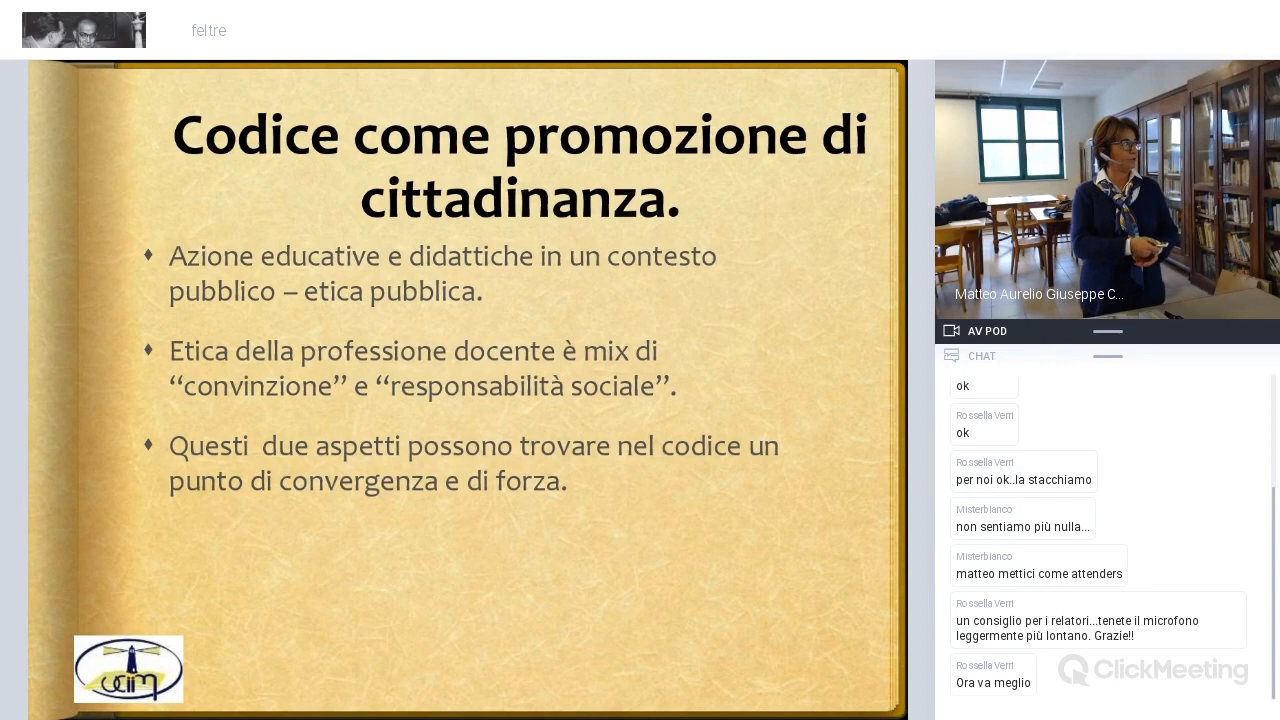 feltre
Codice come promozione di
cittadinanza.
Azione educative e didattiche in un contesto
pubblico – etica pubblica.
Etica della professione docente è mix di
“convinzione” e “responsabilità sociale”.
Questi due aspetti possono trovare nel codice un
punto di convergenza e di forza.
ucim
Matteo Aurelio Giuseppe C...
AV POD
CHAT
ok
Rossella Verri
ok
Rossella Verri
per noi ok..la stacchiamo
Misterbianco
non sentiamo più nulla...
Misterbianco
matteo mettici come attenders
Rossella Verri
un consiglio per i relatori...tenete il microfono
leggermente più lontano. Grazie!!
Rossella Verri
Ora va meglio
ClickMeeting